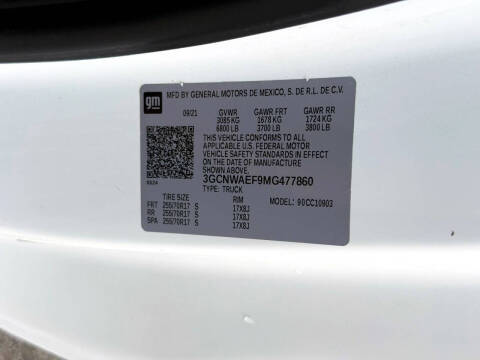 gm
MFD BY GENERAL MOTORS DE MEXICO, S. DE R.L. DE C.V.
09/21 GVWR GAWR FRT GAWR RR
3085 KG 1678 KG 1724 KG
6800 LB 3700 LB 3800 LB
THIS VEHICLE CONFORMS TO ALL
APPLICABLE U.S. FEDERAL MOTOR
VEHICLE SAFETY STANDARDS IN EFFECT
ON THE DATE OF MANUFACTURE
SHOWN ABOVE.
3GCNWAEF9MG477860
TYPE: TRUCK
TIRE SIZE RIM MODEL: 90CC10903
FRT 255/70R17 S 17X8J
RR 255/70R17 S 17X8J
SPA 255/70R17 S 17X8J